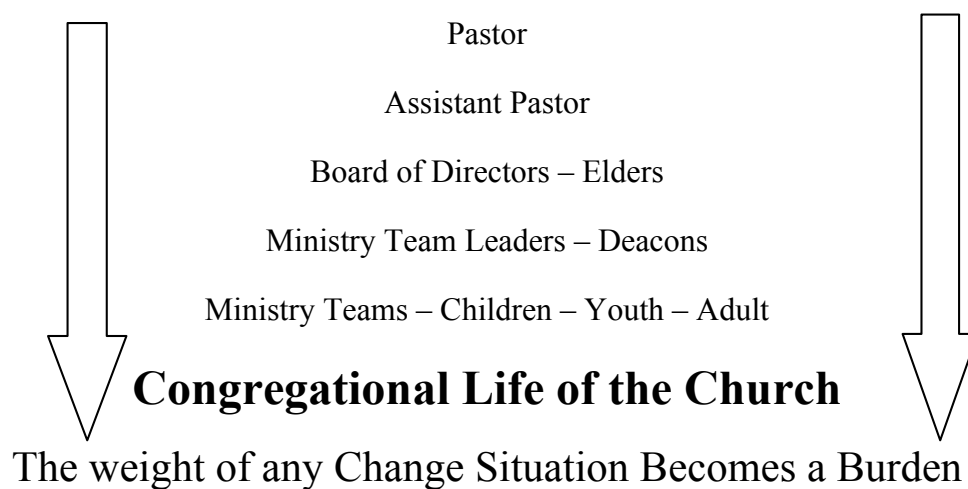 Pastor
Assistant Pastor
Board of Directors – Elders
Ministry Team Leaders – Deacons
Ministry Teams – Children – Youth – Adult
Congregational Life of the Church
The weight of any Change Situation Becomes a Burden